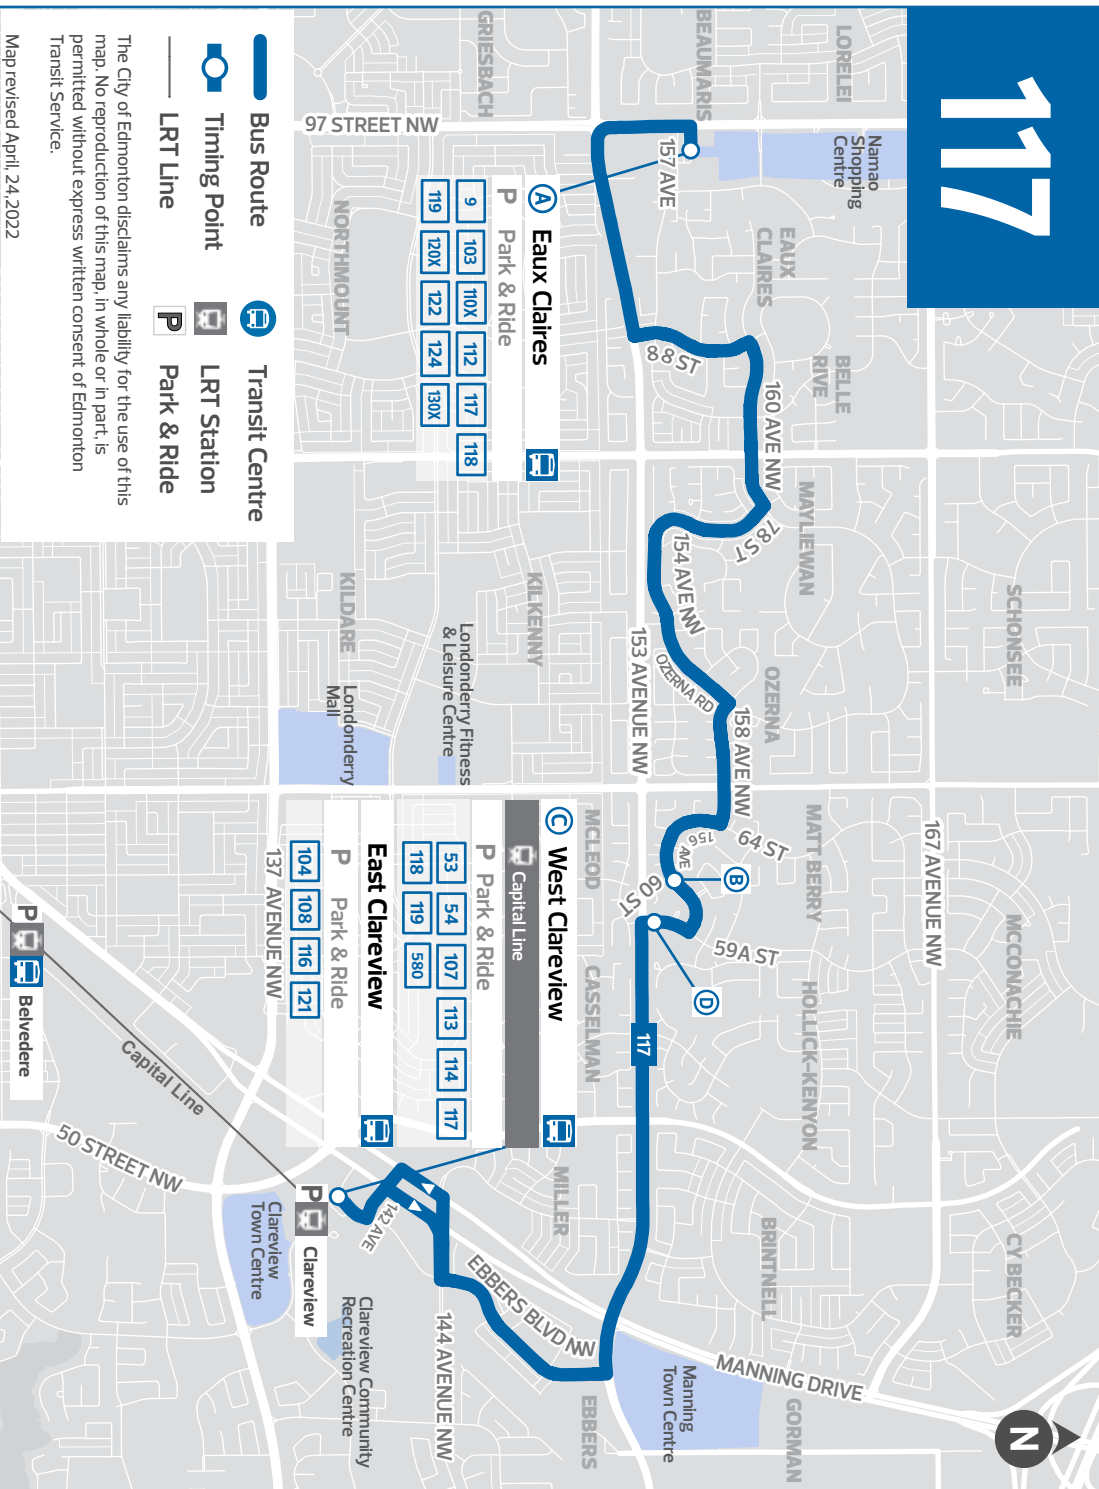 117
LORELEI
BEAUMARIS
GRIESBACH
97 STREET NW
157 AVE
Namao
Shopping
Centre
EAUX
CLAIRES
BELLE
RIVE
NORTHMOUNT
A Eaux Claires
P Park & Ride
9 103 110X 112 117 118
119 120X 122 124 130X
88 ST
160 AVE NW
MAYLIEWAN
78 ST
154 AVE NW
SCHONSEE
KILDARE
KILKENNY
153 AVENUE NW
OZERNA RD
OZERNA
158 AVE NW
Londonderry Fitness
& Leisure Centre
Londonderry
Mall
MCLEOD
156 AVE
64 ST
MATT BERRY
167 AVENUE NW
B
60 ST
59A ST
D
MCCONACHIE
HOLLICK-KENYON
CASSELMAN
117
C West Clareview
Capital Line
P Park & Ride
53 54 107 113 114 117
118 119 580
East Clareview
P Park & Ride
104 108 116 121
137 AVENUE NW
P
Belvedere
Capital Line
50 STREET NW
MILLER
BRINTNELL
CY BECKER
142 AVE
P
Clareview
Clareview
Town Centre
EBBERS BLVD NW
144 AVENUE NW
Clareview Community
Recreation Centre
Manning
Town Centre
MANNING DRIVE
EBBERS
GORMAN
N
Bus Route
Timing Point
LRT Line
Transit Centre
LRT Station
P Park & Ride
The City of Edmonton disclaims any liability for the use of this
map. No reproduction of this map, in whole or in part, is
permitted without express written consent of Edmonton
Transit Service.
Map revised April, 24,2022